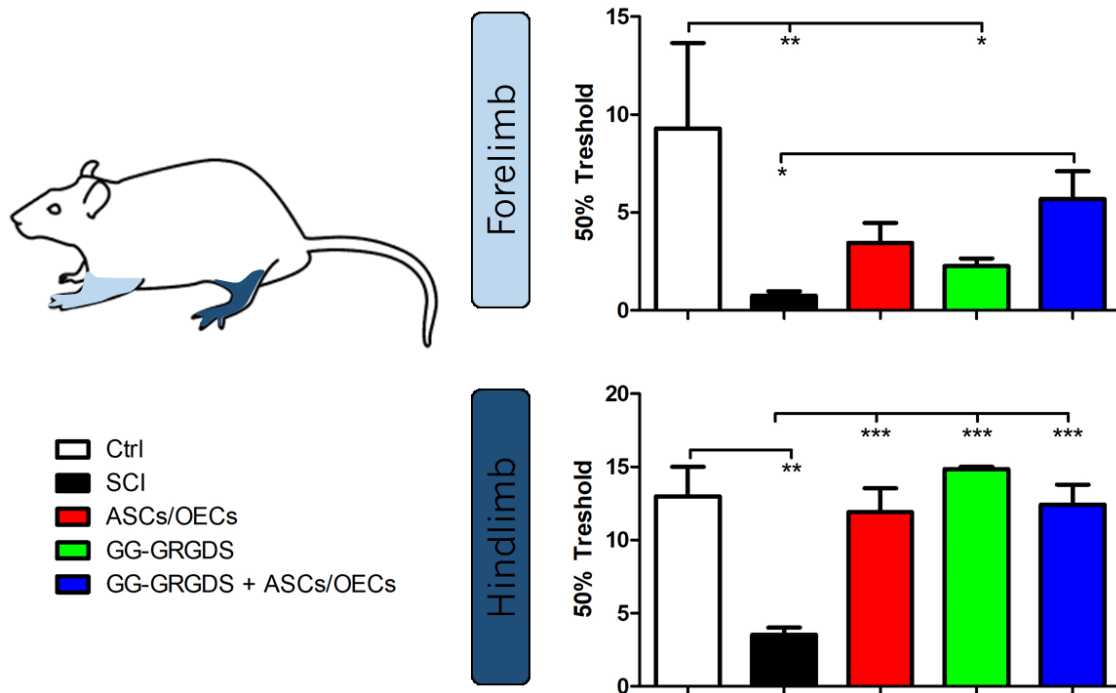 Forelimb
50% Treshold
15
10
5
0
**
*
*
Ctrl
SCI
ASCs/OECs
GG-GRGDS
GG-GRGDS + ASCs/OECs
Hindlimb
50% Treshold
20
15
10
5
0
***
***
***
**